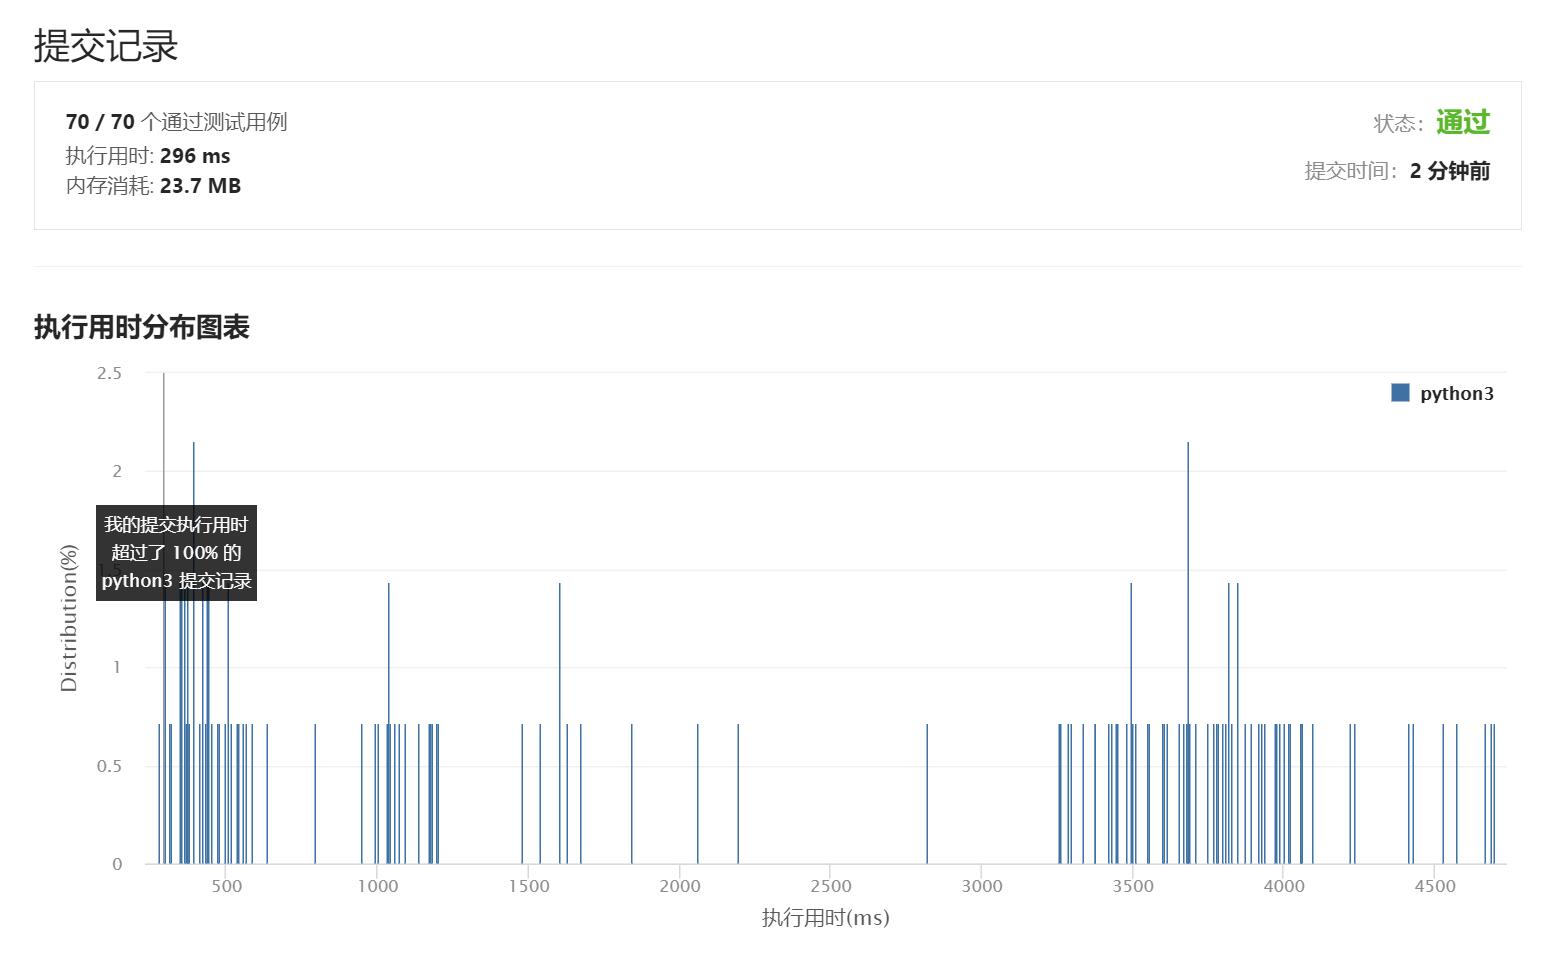 提交记录
70 / 70 个通过测试用例
状态：通过
执行用时: 296 ms
提交时间：2 分钟前
内存消耗: 23.7 MB
执行用时分布图表
2.5
python3
2
我的提交执行用时
超过了 100% 的
python3 提交记录
Distribution(%)
1
0.5
0
500
1000
1500
2000
2500
3000
3500
4000
4500
执行用时(ms)